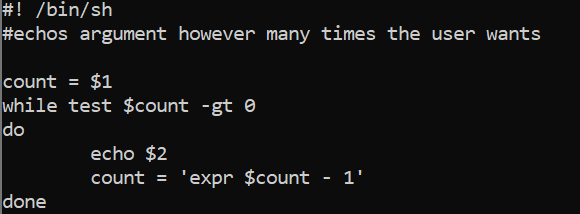 #! /bin/sh
#echos argument however many times the user wants

count = $1
while test $count -gt 0
do
        echo $2
        count = 'expr $count - 1'
done